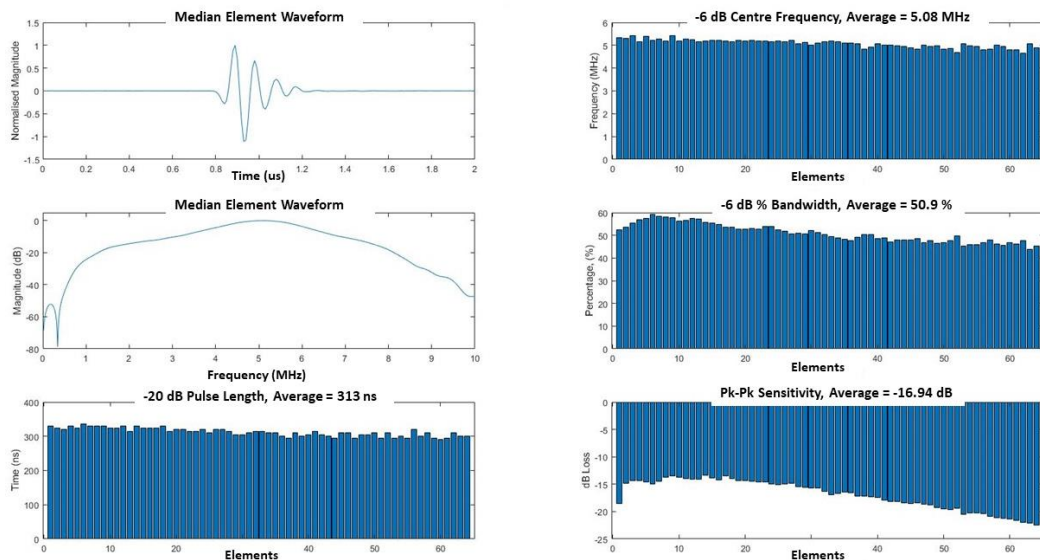 Median Element Waveform
Normalised Magnitude
1.5
1
0.5
0
-0.5
-1
-1.5
0 0.2 0.4 0.6 0.8 1 1.2 1.4 1.6 1.8 2
Time (us)
-6 dB Centre Frequency, Average = 5.08 MHz
Frequency (MHz)
6
5
4
3
2
1
0
0 10 20 30 40 50 60
Elements
Median Element Waveform
Magnitude (dB)
0
-20
-40
-60
-80
0 1 2 3 4 5 6 7 8 9 10
Frequency (MHz)
-6 dB % Bandwidth, Average = 50.9 %
Percentage, (%)
60
50
40
30
20
10
0
0 10 20 30 40 50 60
Elements
-20 dB Pulse Length, Average = 313 ns
Time (ns)
400
300
200
100
0
0 10 20 30 40 50 60
Elements
Pk-Pk Sensitivity, Average = -16.94 dB
dB Loss
0
-5
-10
-15
-20
-25
0 10 20 30 40 50 60
Elements